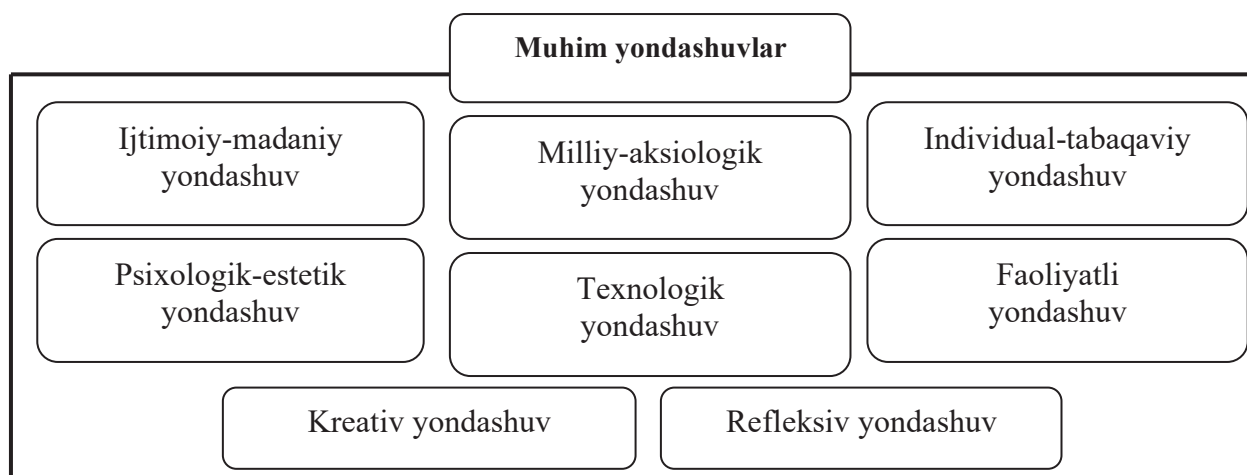 Muhim yondashuvlar
Ijtimoiy-madaniy
yondashuv
Milliy-aksiologik
yondashuv
Individual-tabaqaviy
yondashuv
Psixologik-estetik
yondashuv
Texnologik
yondashuv
Faoliyatli
yondashuv
Kreativ yondashuv
Refleksiv yondashuv